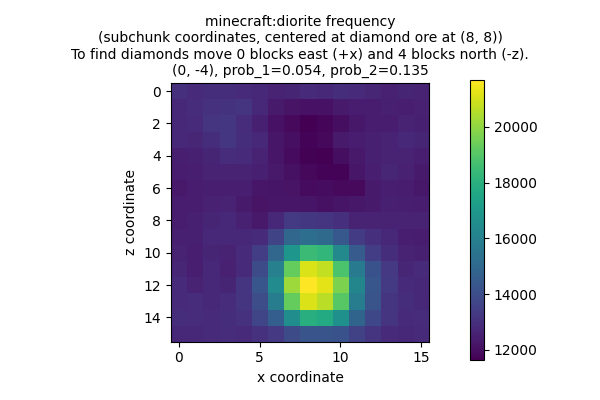 minecraft:diorite frequency
(subchunk coordinates, centered at diamond ore at (8, 8))
To find diamonds move 0 blocks east (+x) and 4 blocks north (-z).
(0, -4), prob_1=0.054, prob_2=0.135
0
2
4
6
8
10
12
14
z coordinate
0
5
10
15
x coordinate
20000
18000
16000
14000
12000